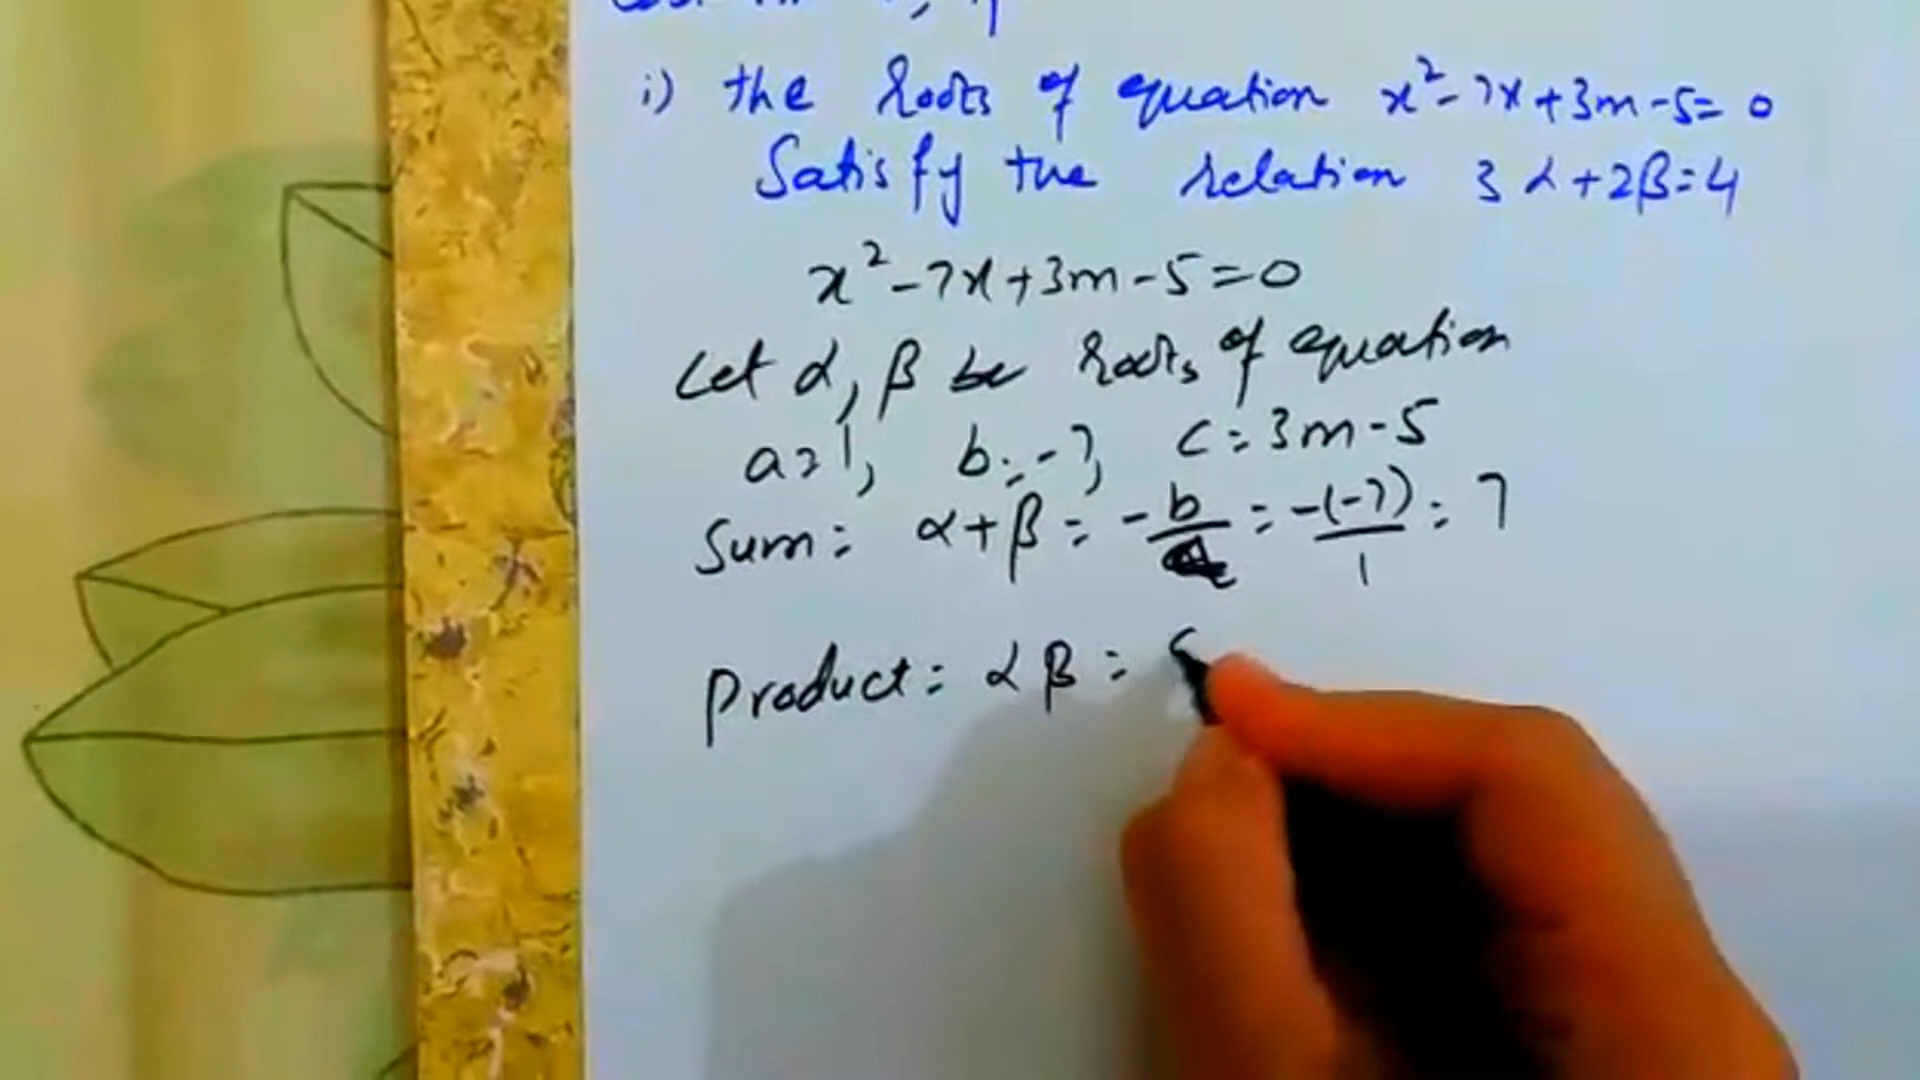 i) the roots of equation x²-7x+3m-5=0
Satisfy the relation 3α+2β=4
x²-7x+3m-5=0
Let α, β be roots of equation
a=1, b=-7, c=3m-5
Sum= α+β= -b/a = -(-7)/1 = 7
Product= αβ=